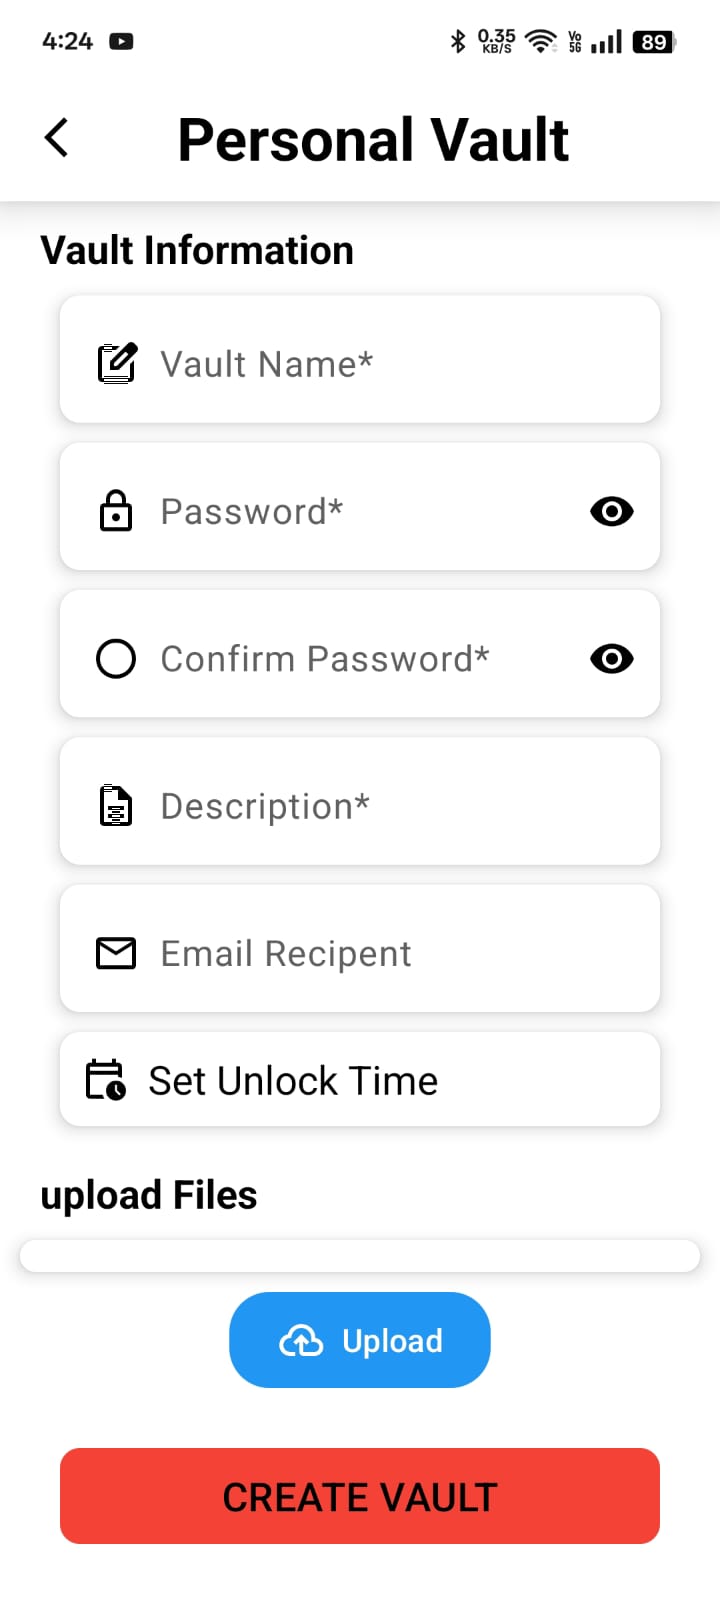 4:24 0.35 KB/S Vo 5G 89
Personal Vault
Vault Information
Vault Name*
Password*
Confirm Password*
Description*
Email Recipent
Set Unlock Time
upload Files
Upload
CREATE VAULT